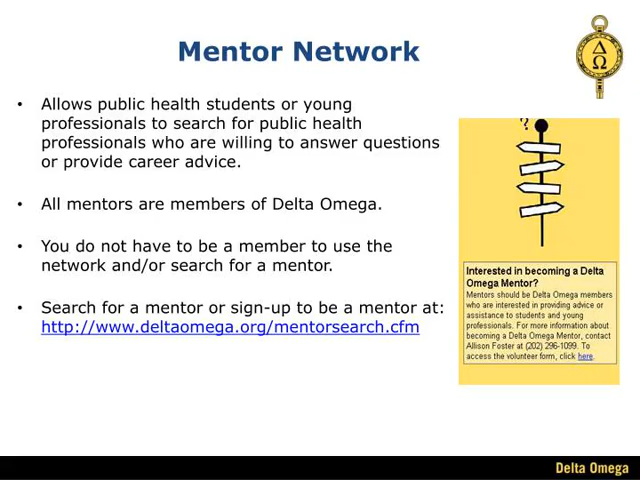 Mentor Network
Δ
Ω
• Allows public health students or young
professionals to search for public health
professionals who are willing to answer questions
or provide career advice.
• All mentors are members of Delta Omega.
• You do not have to be a member to use the
network and/or search for a mentor.
• Search for a mentor or sign-up to be a mentor at:
http://www.deltaomega.org/mentorsearch.cfm
?
Interested in becoming a Delta
Omega Mentor?
Mentors should be Delta Omega members
who are interested in providing advice or
assistance to students and young
professionals. For more information about
becoming a Delta Omega Mentor, contact
Allison Foster at (202) 296-1099. To
access the volunteer form, click here.
Delta Omega